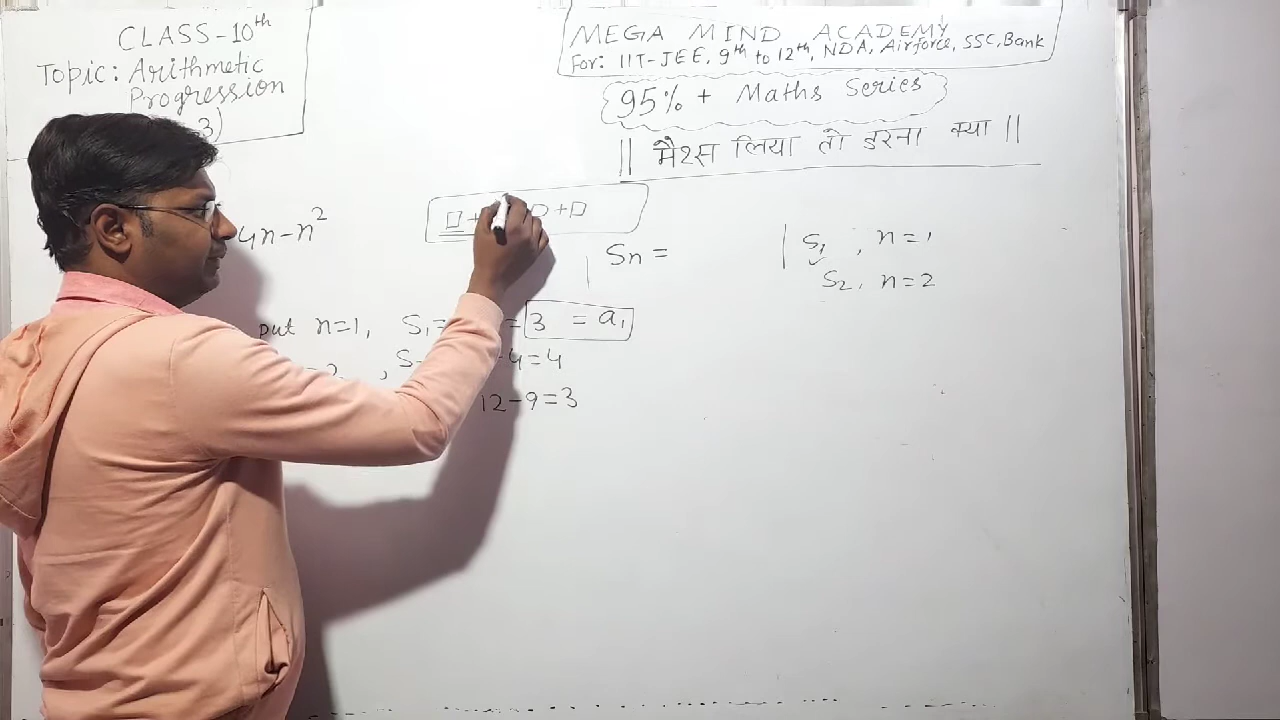 CLASS-10th
Topic: Arithmetic
Progression
3)
MEGA MIND ACADEMY
For: IIT-JEE, 9th to 12th, NDA, Airforce, SSC, Bank
95% + Maths Series
|| मैथ्स लिया तो डरना क्या ||
4n-n²
□+ □+□
Sn =
S₁, n=1
S₂, n=2
put n=1, S₁= = 3 = a₁
=2, S 4=4
12-9=3